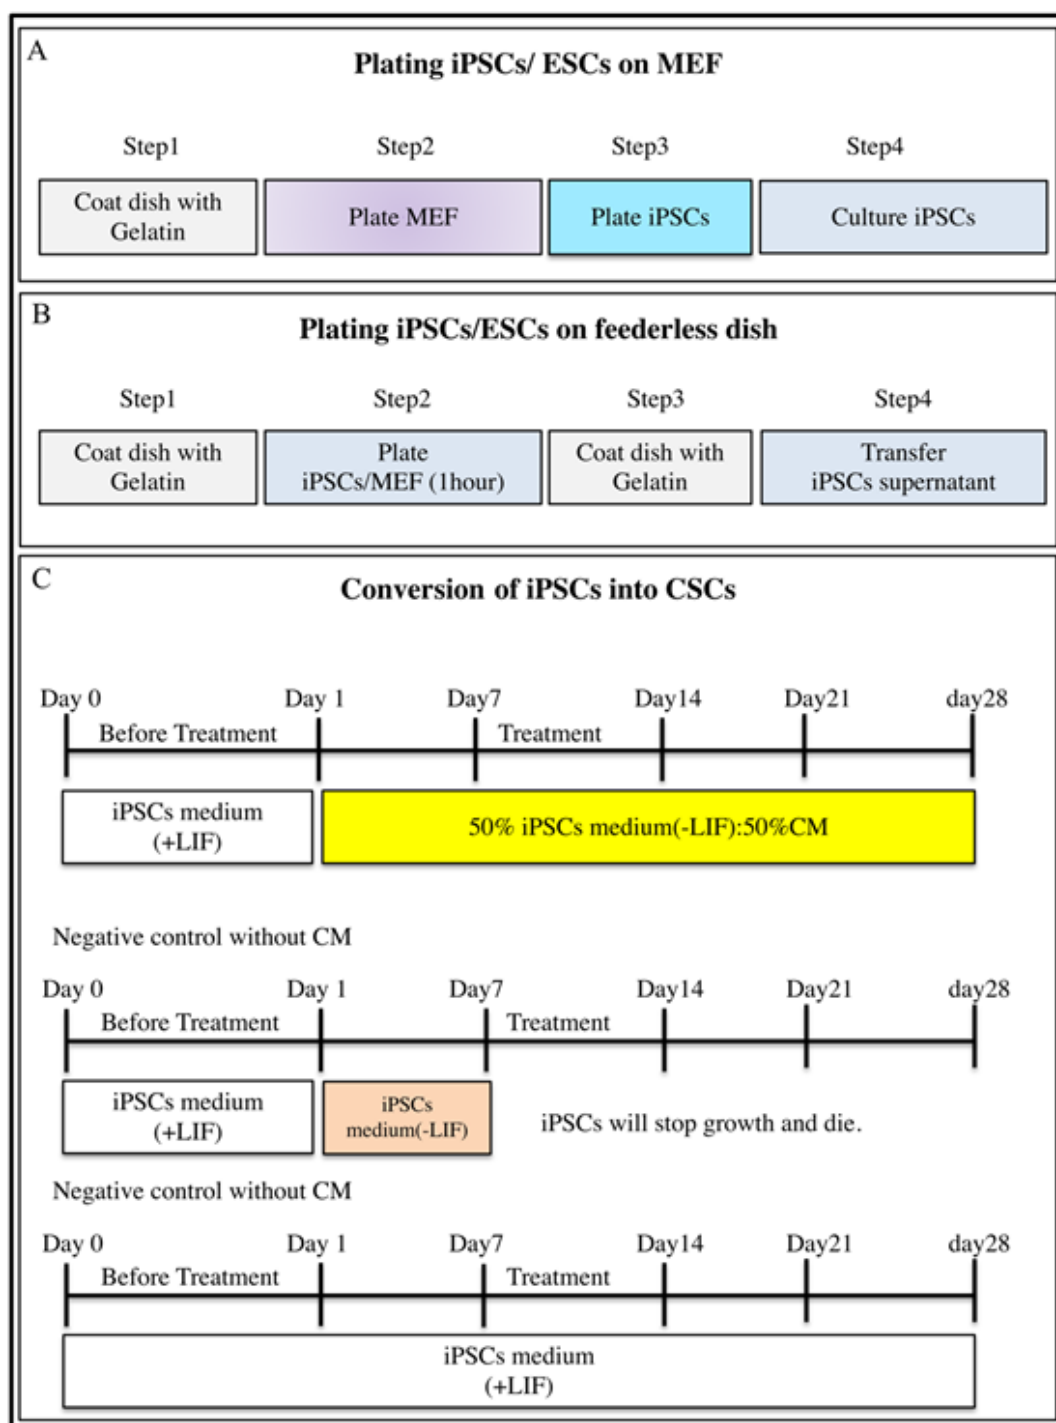 A
Plating iPSCs/ ESCs on MEF
Step1
Step2
Step3
Step4
Coat dish with
Gelatin
Plate MEF
Plate iPSCs
Culture iPSCs
B
Plating iPSCs/ESCs on feederless dish
Step1
Step2
Step3
Step4
Coat dish with
Gelatin
Plate
iPSCs/MEF (1hour)
Coat dish with
Gelatin
Transfer
iPSCs supernatant
C
Conversion of iPSCs into CSCs
Day 0
Day 1
Day7
Day14
Day21
day28
Before Treatment
Treatment
iPSCs medium
(+LIF)
50% iPSCs medium(-LIF):50%CM
Negative control without CM
Day 0
Day 1
Day7
Day14
Day21
day28
Before Treatment
Treatment
iPSCs medium
(+LIF)
iPSCs
medium(-LIF)
iPSCs will stop growth and die.
Negative control without CM
Day 0
Day 1
Day7
Day14
Day21
day28
Before Treatment
Treatment
iPSCs medium
(+LIF)